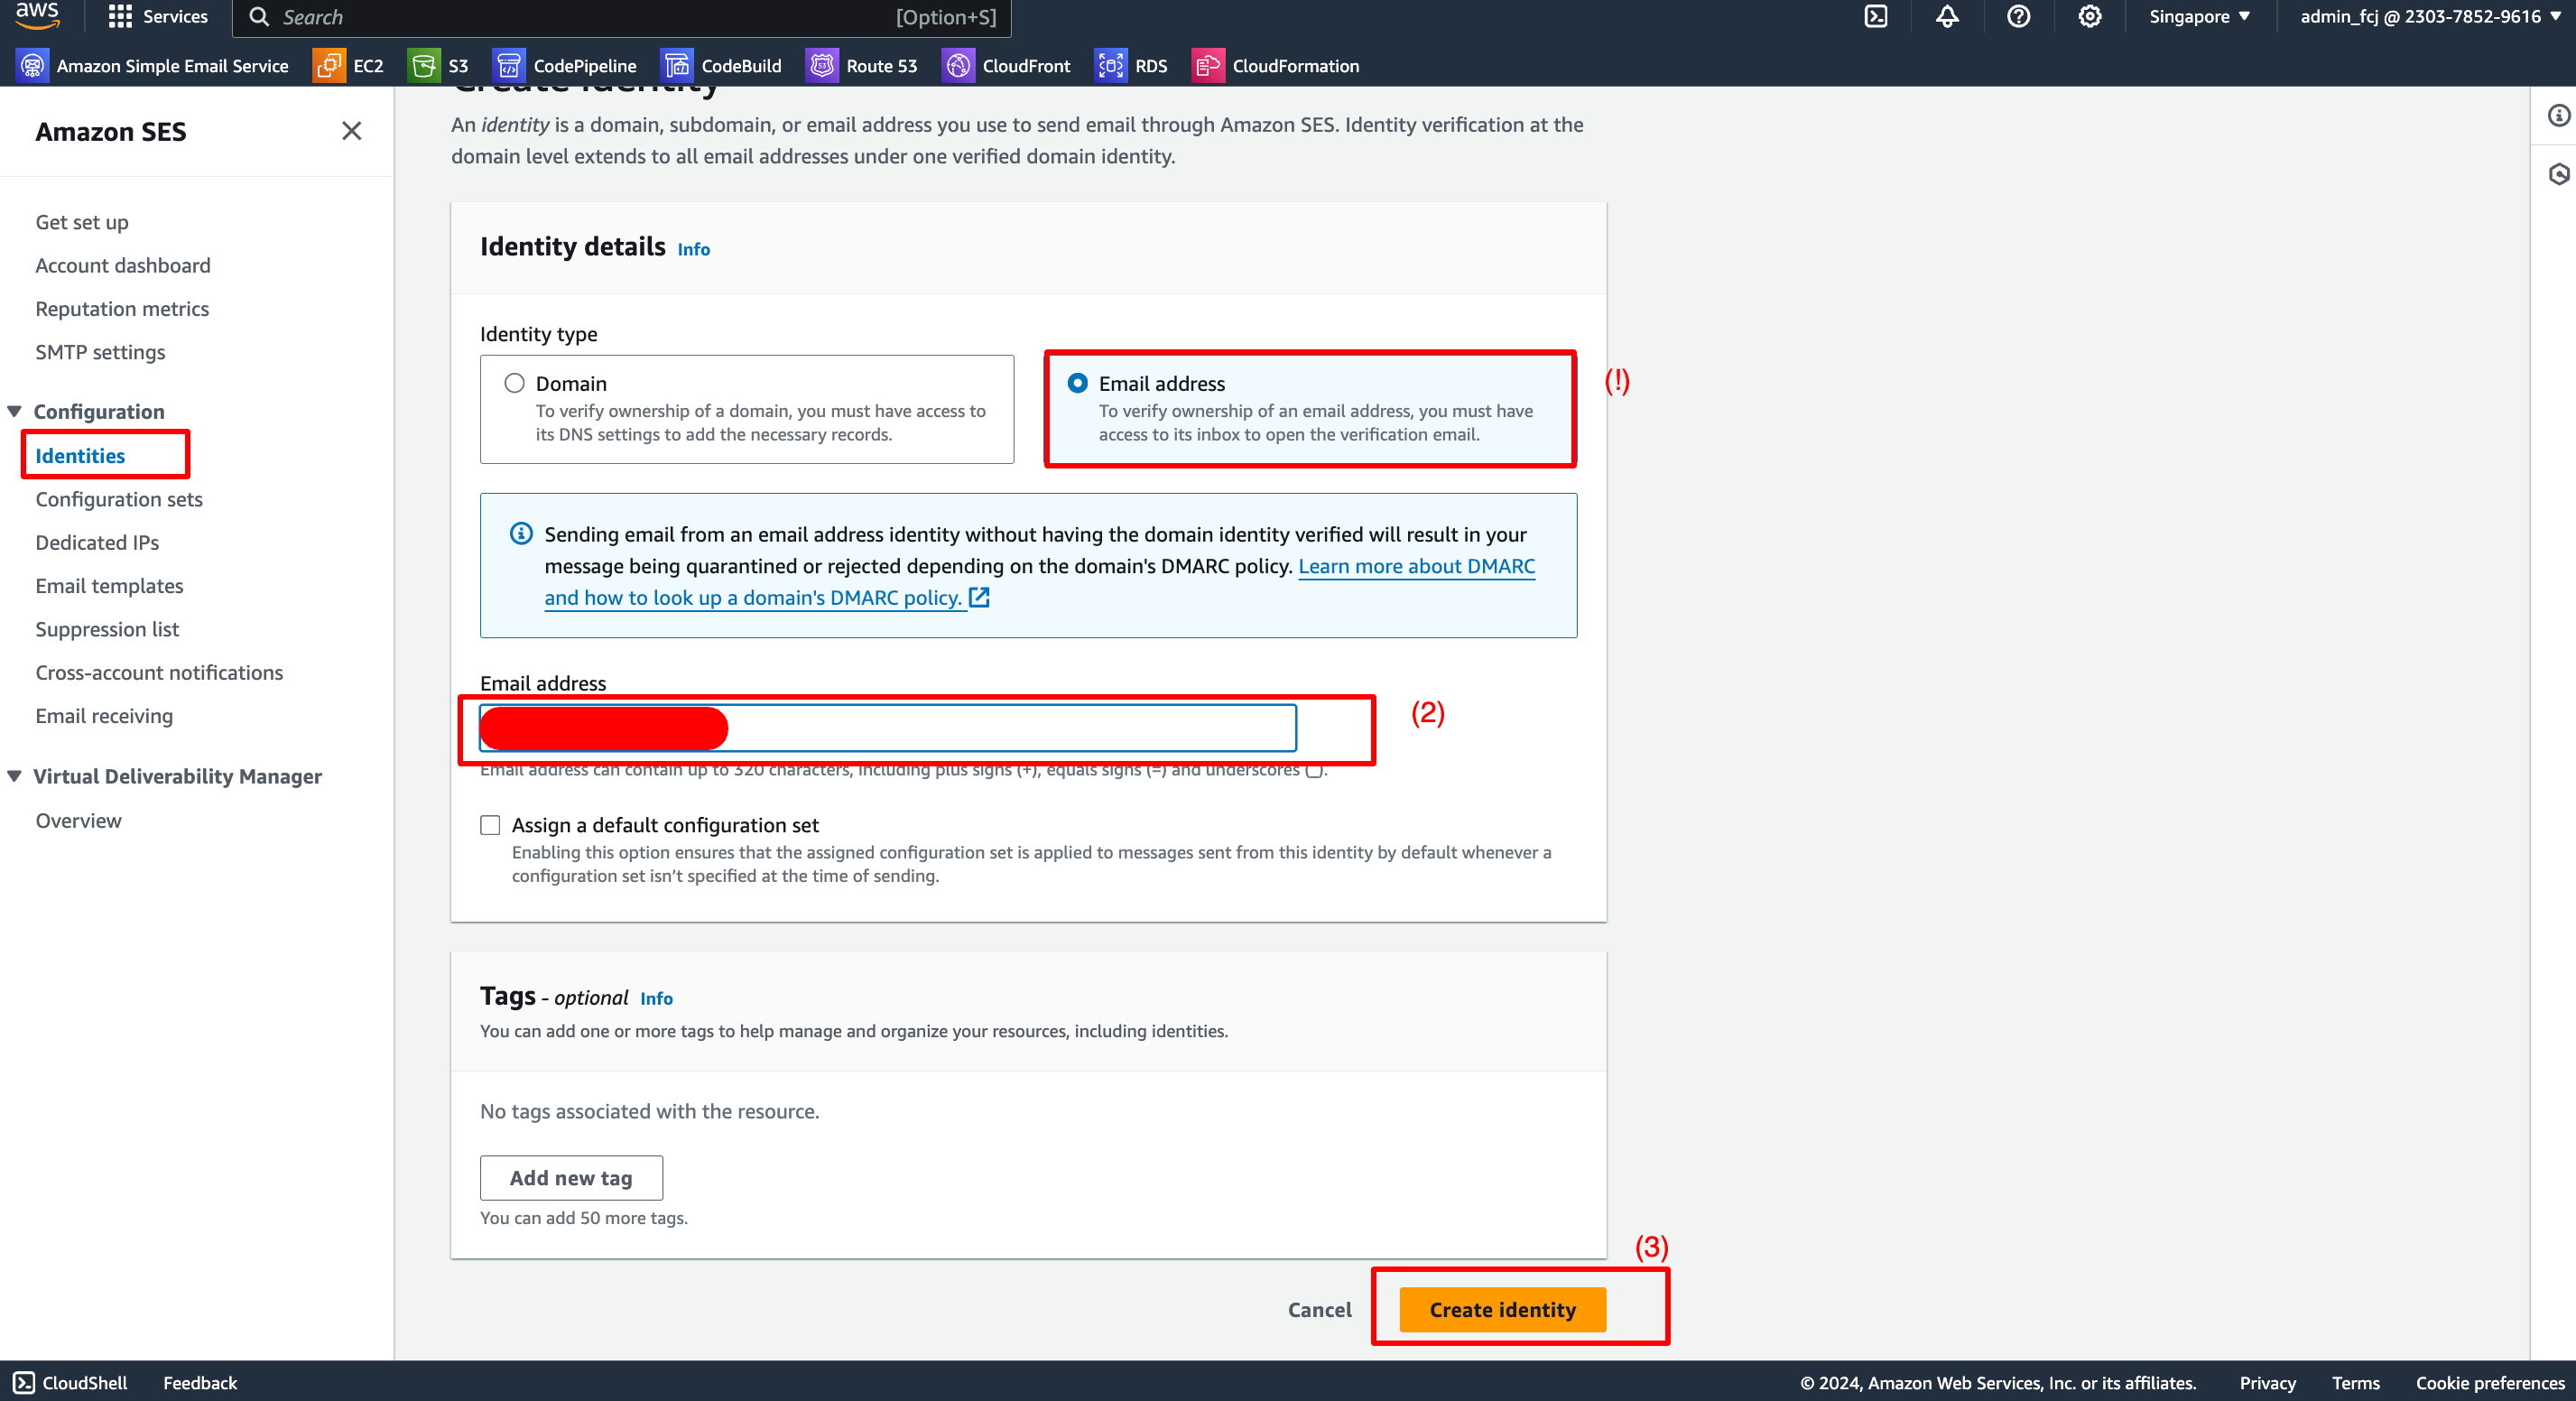 aws
Services
Search
[Option+S]
Singapore
admin_fcj @ 2303-7852-9616
Amazon Simple Email Service
EC2
S3
CodePipeline
CodeBuild
Route 53
CloudFront
RDS
CloudFormation
Amazon SES
Get set up
Account dashboard
Reputation metrics
SMTP settings
Configuration
Identities
Configuration sets
Dedicated IPs
Email templates
Suppression list
Cross-account notifications
Email receiving
Virtual Deliverability Manager
Overview
Create identity
An identity is a domain, subdomain, or email address you use to send email through Amazon SES. Identity verification at the
domain level extends to all email addresses under one verified domain identity.
Identity details Info
Identity type
Domain
To verify ownership of a domain, you must have access to
its DNS settings to add the necessary records.
Email address
To verify ownership of an email address, you must have
access to its inbox to open the verification email.
(!)
Sending email from an email address identity without having the domain identity verified will result in your
message being quarantined or rejected depending on the domain's DMARC policy. Learn more about DMARC
and how to look up a domain's DMARC policy.
Email address
(2)
Email address can contain up to 320 characters, including plus signs (+), equals signs (=) and underscores (_).
Assign a default configuration set
Enabling this option ensures that the assigned configuration set is applied to messages sent from this identity by default whenever a
configuration set isn’t specified at the time of sending.
Tags - optional Info
You can add one or more tags to help manage and organize your resources, including identities.
No tags associated with the resource.
Add new tag
You can add 50 more tags.
(3)
Cancel
Create identity
CloudShell
Feedback
© 2024, Amazon Web Services, Inc. or its affiliates.
Privacy
Terms
Cookie preferences